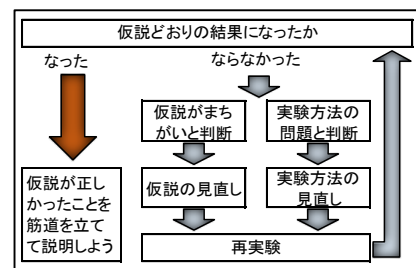 仮説どおりの結果になったか
なった
ならなかった
仮説がまち
がいと判断
実験方法の
問題と判断
仮説が正し
かったことを
筋道を立て
て説明しよう
仮説の見直し
実験方法の
見直し
再実験